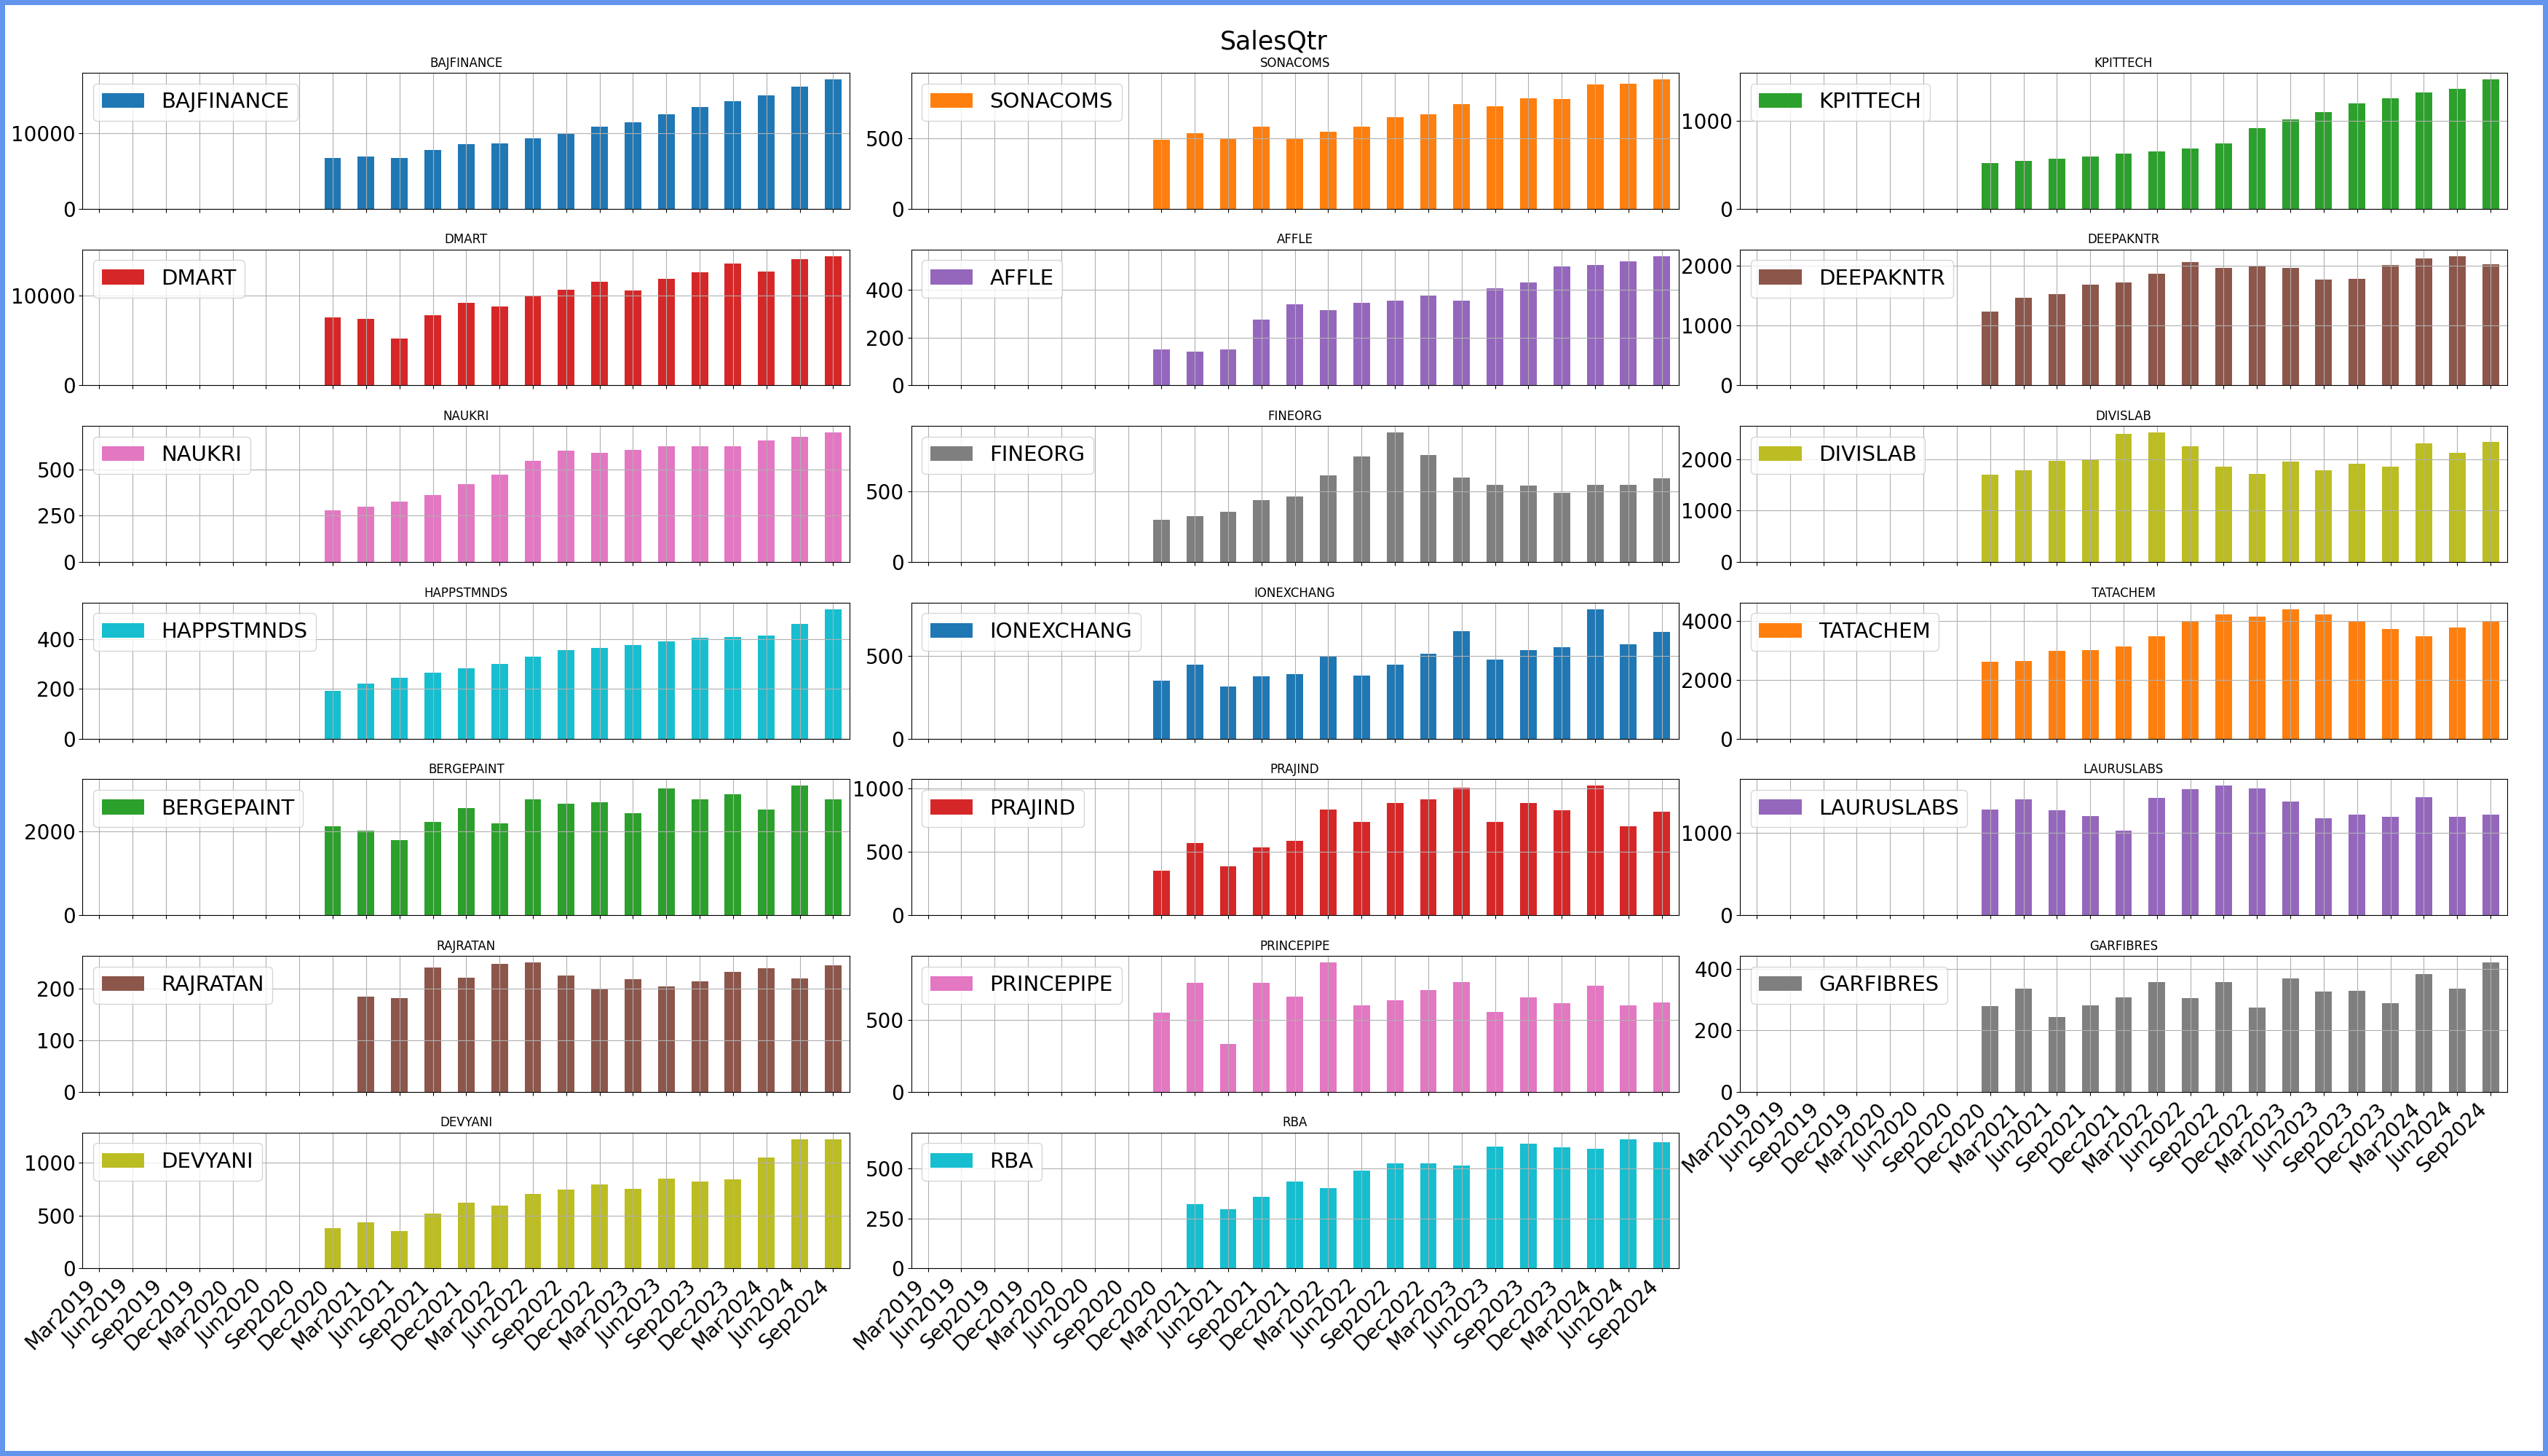 SalesQtr
BAJFINANCE
BAJFINANCE
10000
0
SONACOMS
SONACOMS
500
0
KPITTECH
KPITTECH
1000
0
DMART
DMART
10000
0
AFFLE
AFFLE
400
200
0
DEEPAKNTR
DEEPAKNTR
2000
1000
0
NAUKRI
NAUKRI
500
250
0
FINEORG
FINEORG
500
0
DIVISLAB
DIVISLAB
2000
1000
0
HAPPSTMNDS
HAPPSTMNDS
400
200
0
IONEXCHANG
IONEXCHANG
500
0
TATACHEM
TATACHEM
4000
2000
0
BERGEPAINT
BERGEPAINT
2000
0
PRAJIND
PRAJIND
1000
500
0
LAURUSLABS
LAURUSLABS
1000
0
RAJRATAN
RAJRATAN
200
100
0
PRINCEPIPE
PRINCEPIPE
500
0
GARFIBRES
GARFIBRES
400
200
0
Mar2019
Jun2019
Sep2019
Dec2019
Mar2020
Jun2020
Sep2020
Dec2020
Mar2021
Jun2021
Sep2021
Dec2021
Mar2022
Jun2022
Sep2022
Dec2022
Mar2023
Jun2023
Sep2023
Dec2023
Mar2024
Jun2024
Sep2024
DEVYANI
DEVYANI
1000
500
0
Mar2019
Jun2019
Sep2019
Dec2019
Mar2020
Jun2020
Sep2020
Dec2020
Mar2021
Jun2021
Sep2021
Dec2021
Mar2022
Jun2022
Sep2022
Dec2022
Mar2023
Jun2023
Sep2023
Dec2023
Mar2024
Jun2024
Sep2024
RBA
RBA
500
250
0
Mar2019
Jun2019
Sep2019
Dec2019
Mar2020
Jun2020
Sep2020
Dec2020
Mar2021
Jun2021
Sep2021
Dec2021
Mar2022
Jun2022
Sep2022
Dec2022
Mar2023
Jun2023
Sep2023
Dec2023
Mar2024
Jun2024
Sep2024